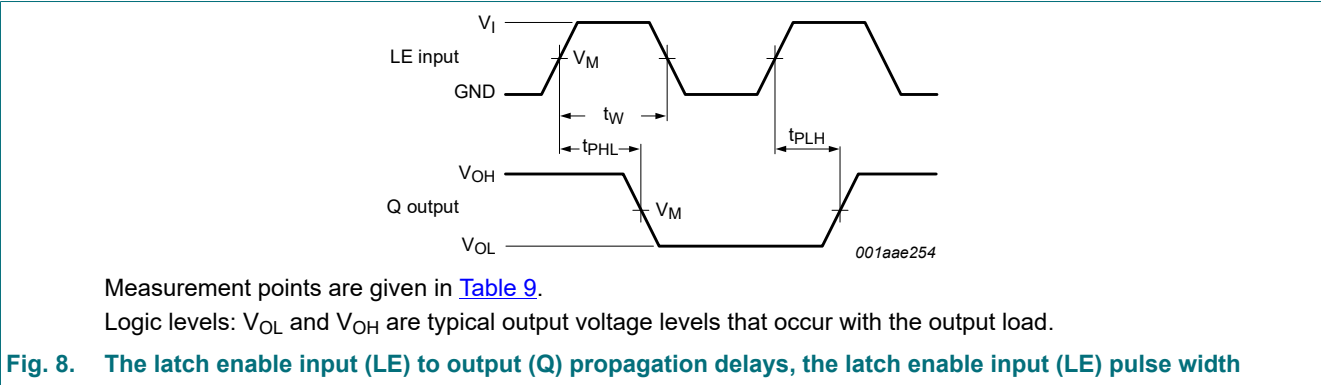 VI
LE input
VM
GND
tW
tPHL
tPLH
VOH
Q output
VM
VOL
001aae254
Measurement points are given in Table 9.
Logic levels: VOL and VOH are typical output voltage levels that occur with the output load.
Fig. 8. The latch enable input (LE) to output (Q) propagation delays, the latch enable input (LE) pulse width